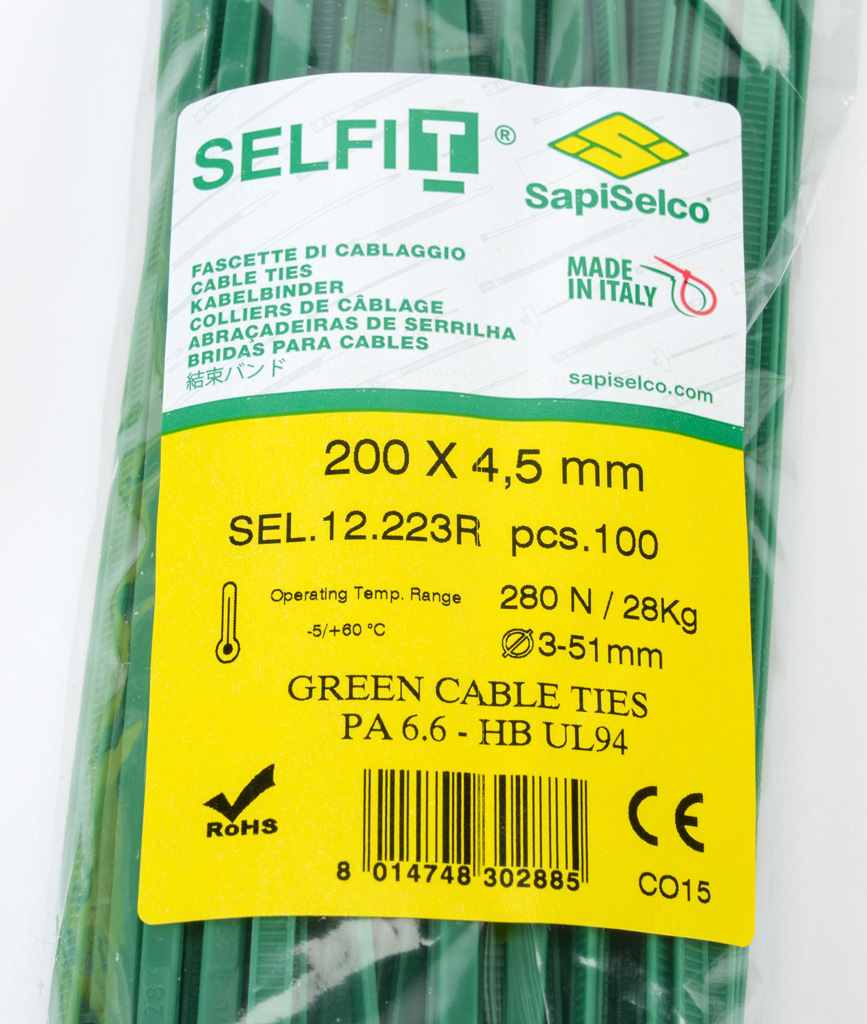 SELFIT®
SapiSelco®
FASCETTE DI CABLAGGIO
CABLE TIES
KABELBINDER
COLLIERS DE CÂBLAGE
ABRAÇADEIRAS DE SERRILHA
BRIDAS PARA CABLES
結束バンド
MADE
IN ITALY
sapiselco.com
200 X 4,5 mm
SEL.12.223R pcs.100
Operating Temp. Range
-5/+60 °C
280 N / 28Kg
⌀3-51mm
GREEN CABLE TIES
PA 6.6 - HB UL94
RoHS
8 014748 302885
CE
CO15